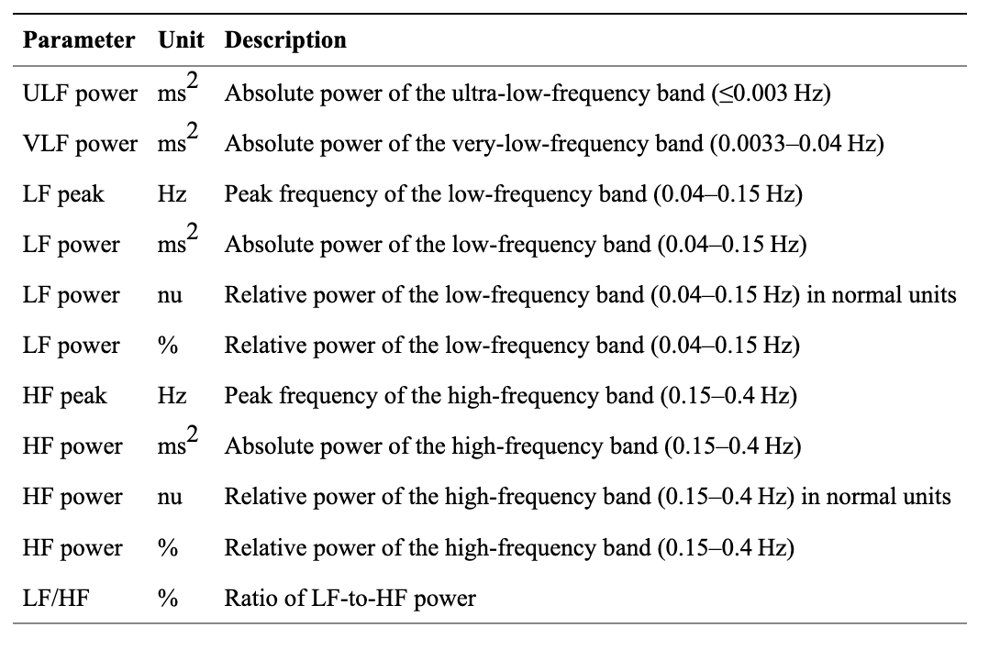 Parameter Unit Description
ULF power ms² Absolute power of the ultra-low-frequency band (≤0.003 Hz)
VLF power ms² Absolute power of the very-low-frequency band (0.0033–0.04 Hz)
LF peak Hz Peak frequency of the low-frequency band (0.04–0.15 Hz)
LF power ms² Absolute power of the low-frequency band (0.04–0.15 Hz)
LF power nu Relative power of the low-frequency band (0.04–0.15 Hz) in normal units
LF power % Relative power of the low-frequency band (0.04–0.15 Hz)
HF peak Hz Peak frequency of the high-frequency band (0.15–0.4 Hz)
HF power ms² Absolute power of the high-frequency band (0.15–0.4 Hz)
HF power nu Relative power of the high-frequency band (0.15–0.4 Hz) in normal units
HF power % Relative power of the high-frequency band (0.15–0.4 Hz)
LF/HF % Ratio of LF-to-HF power